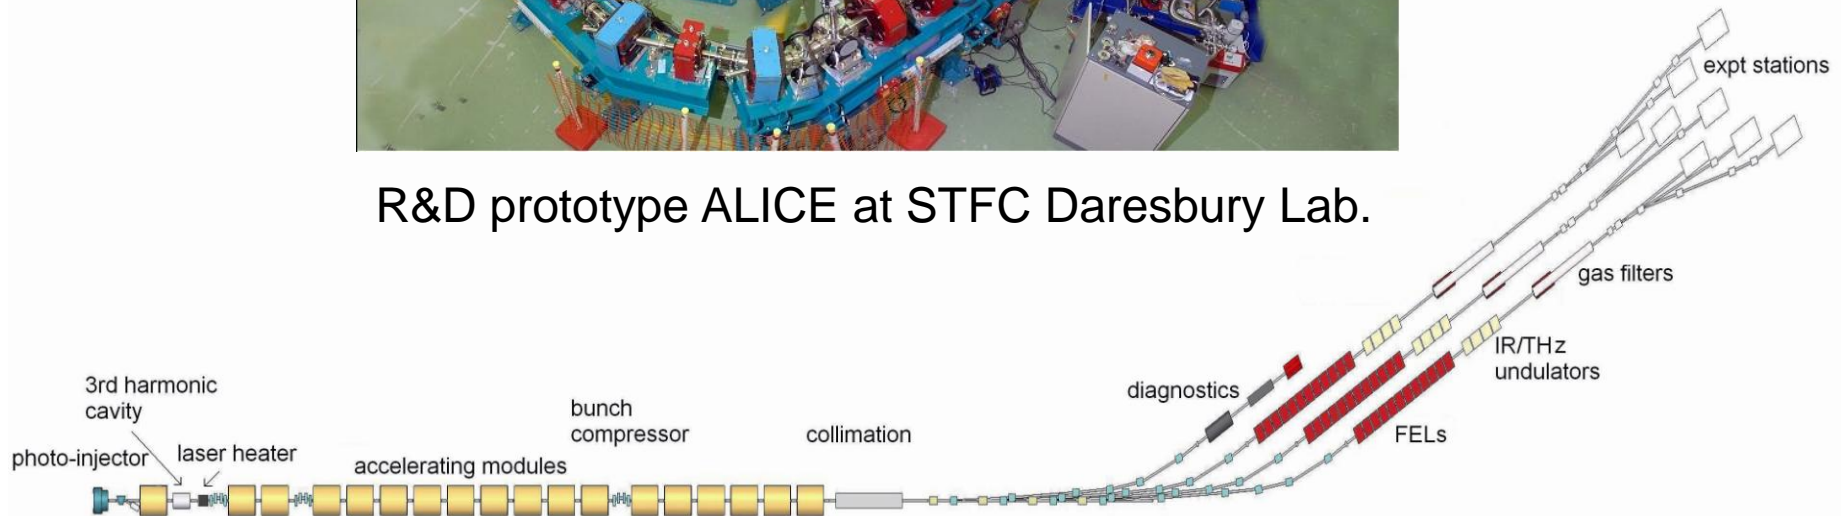 R&D prototype ALICE at STFC Daresbury Lab.
expt stations
gas filters
IR/THz
undulators
diagnostics
FELs
3rd harmonic
cavity
bunch
compressor
collimation
photo-injector
laser heater
accelerating modules